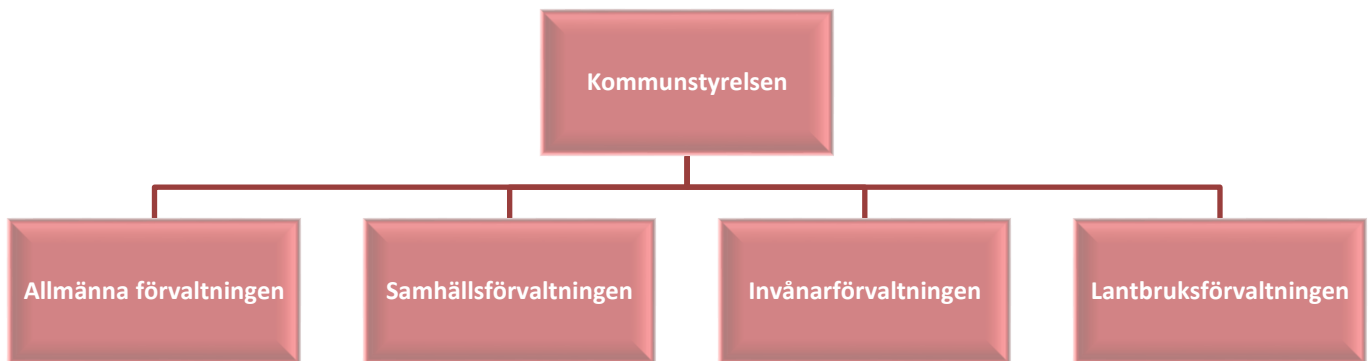 Kommunstyrelsen
Allmänna förvaltningen
Samhällsförvaltningen
Invånarförvaltningen
Lantbruksförvaltningen